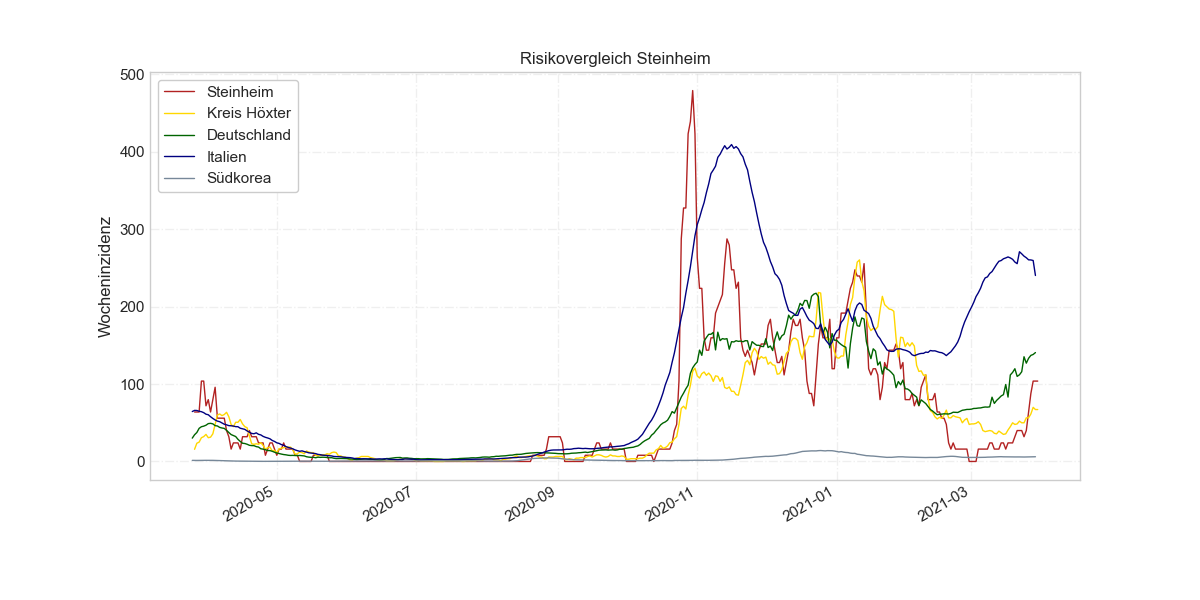 Risikovergleich Steinheim
Wocheninzidenz
500
400
300
200
100
0
Steinheim
Kreis Höxter
Deutschland
Italien
Südkorea
2020-05
2020-07
2020-09
2020-11
2021-01
2021-03